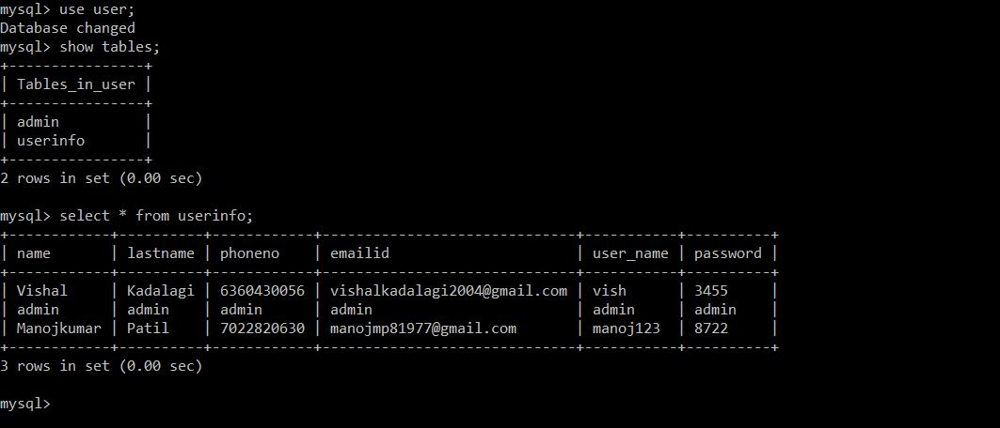 mysql> use user;
Database changed
mysql> show tables;
+----------------+
| Tables_in_user |
+----------------+
| admin          |
| userinfo       |
+----------------+
2 rows in set (0.00 sec)

mysql> select * from userinfo;
+------------+----------+------------+------------------------------+-----------+----------+
| name       | lastname | phoneno    | emailid                      | user_name | password |
+------------+----------+------------+------------------------------+-----------+----------+
| Vishal     | Kadalagi | 6360430056 | vishalkadalagi2004@gmail.com | vish      | 3455     |
| admin      | admin    | admin      | admin                        | admin     | admin    |
| Manojkumar | Patil    | 7022820630 | manojmp81977@gmail.com       | manoj123  | 8722     |
+------------+----------+------------+------------------------------+-----------+----------+
3 rows in set (0.00 sec)

mysql>